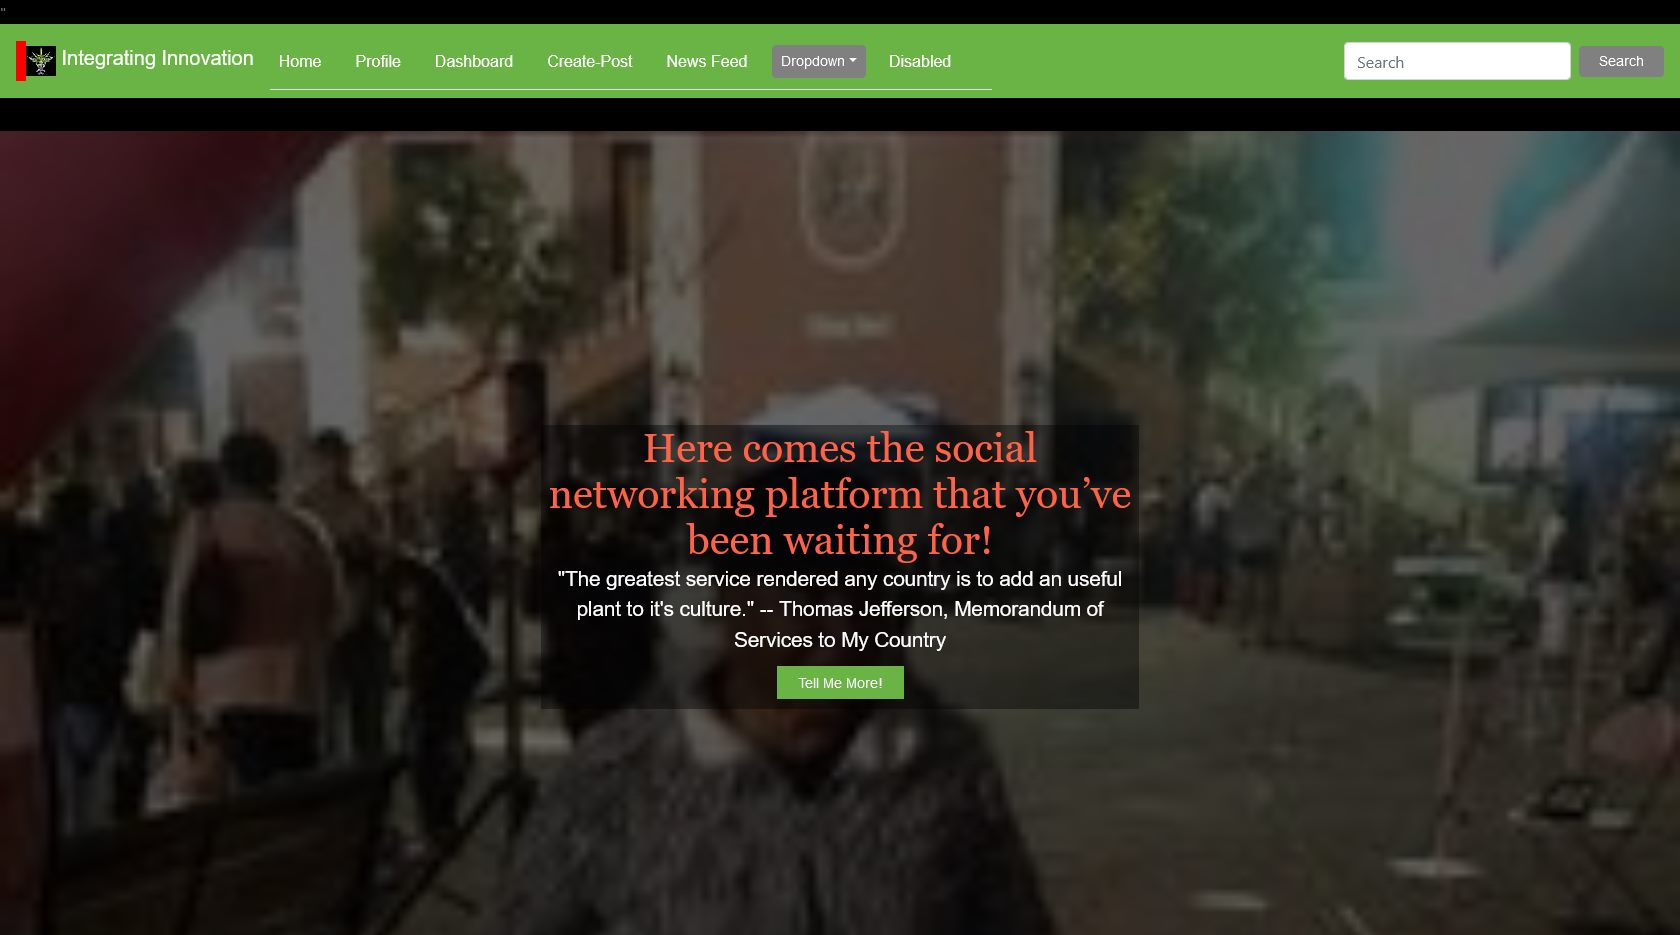 "
Integrating Innovation
Home Profile Dashboard Create-Post News Feed Dropdown Disabled Search Search
Here comes the social
networking platform that you’ve
been waiting for!
"The greatest service rendered any country is to add an useful
plant to it's culture." -- Thomas Jefferson, Memorandum of
Services to My Country
Tell Me More!